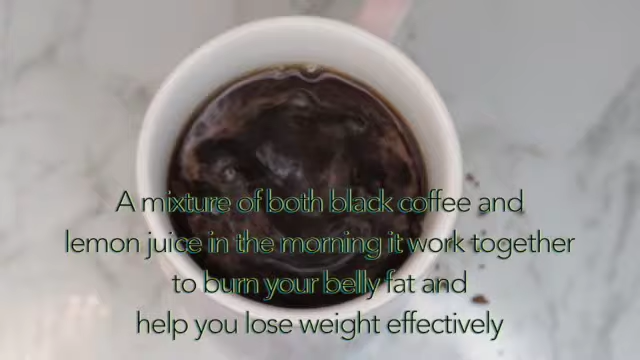 A mixture of both black coffee and
lemon juice in the morning it work together
to burn your belly fat and
help you lose weight effectively